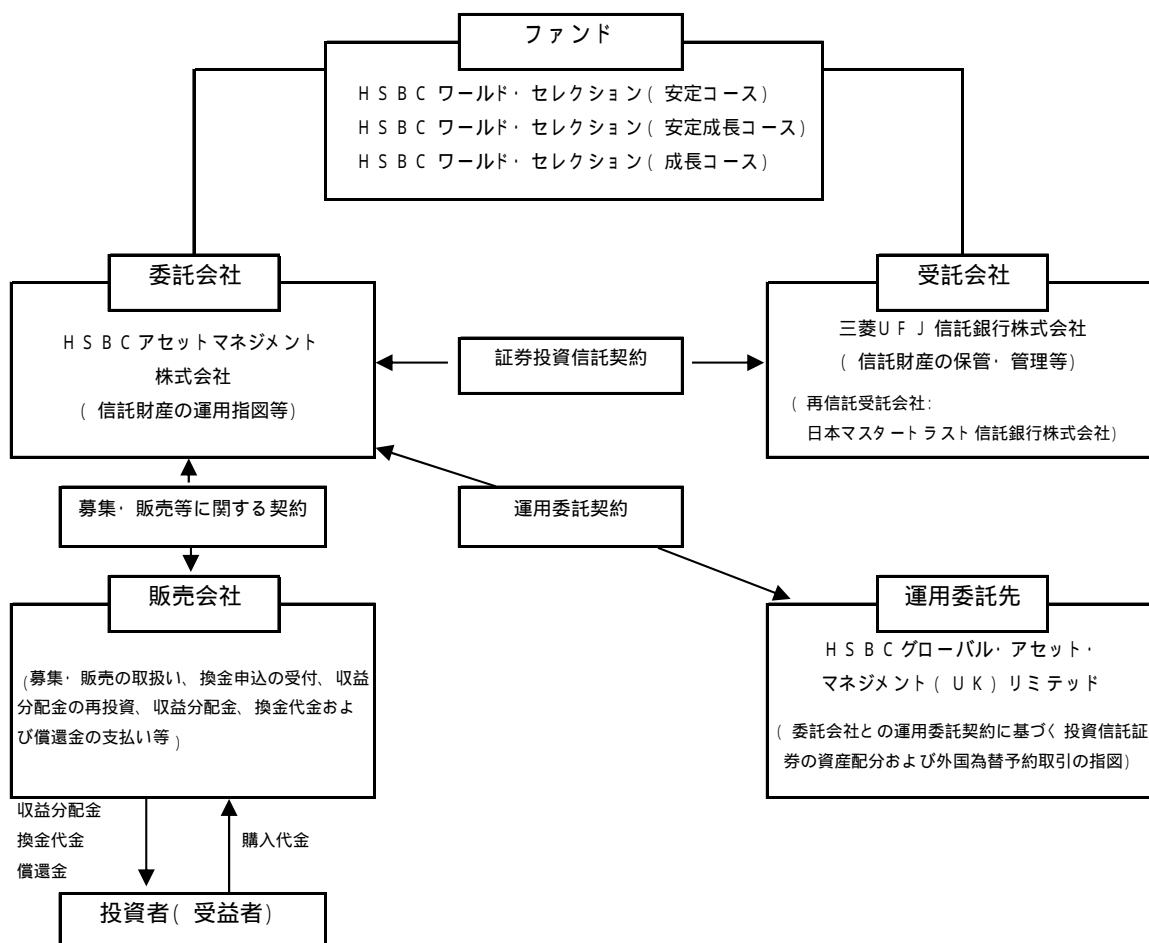 ファンド
HSBCワールド・セレクション(安定コース)
HSBCワールド・セレクション(安定成長コース)
HSBCワールド・セレクション(成長コース)
委託会社
HSBCアセットマネジメント
株式会社
(信託財産の運用指図等)
証券投資信託契約
受託会社
三菱UFJ信託銀行株式会社
(信託財産の保管・管理等)
(再信託受託会社:
日本マスタートラスト信託銀行株式会社)
募集・販売等に関する契約
運用委託契約
販売会社
(募集・販売の取扱い、換金申込の受付、収益
分配金の再投資、収益分配金、換金代金およ
び償還金の支払い等)
運用委託先
HSBCグローバル・アセット・
マネジメント(UK)リミテッド
(委託会社との運用委託契約に基づく投資信託証
券の資産配分および外国為替予約取引の指図)
収益分配金
換金代金
償還金
購入代金
投資者(受益者)